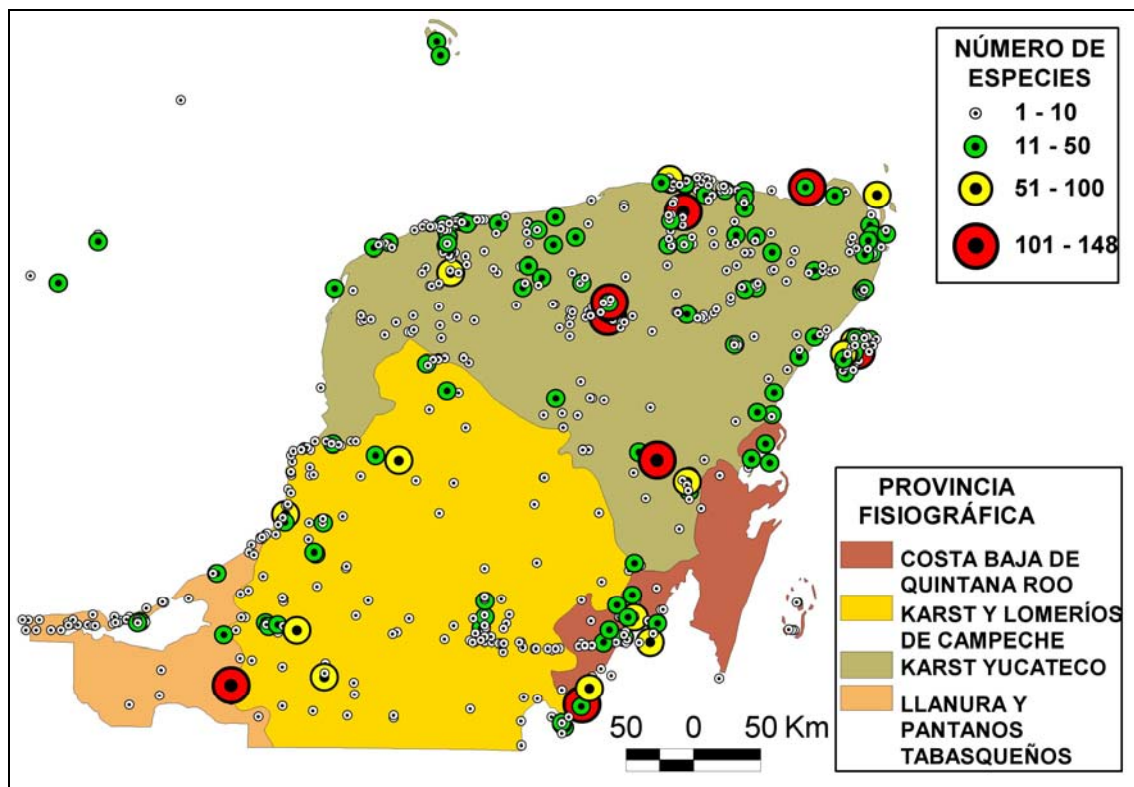 NÚMERO DE
ESPECIES
1 - 10
11 - 50
51 - 100
101 - 148
PROVINCIA
FISIOGRÁFICA
COSTA BAJA DE
QUINTANA ROO
KARST Y LOMERÍOS
DE CAMPECHE
KARST YUCATECO
LLANURA Y
PANTANOS
TABASQUEÑOS
50 0 50 Km